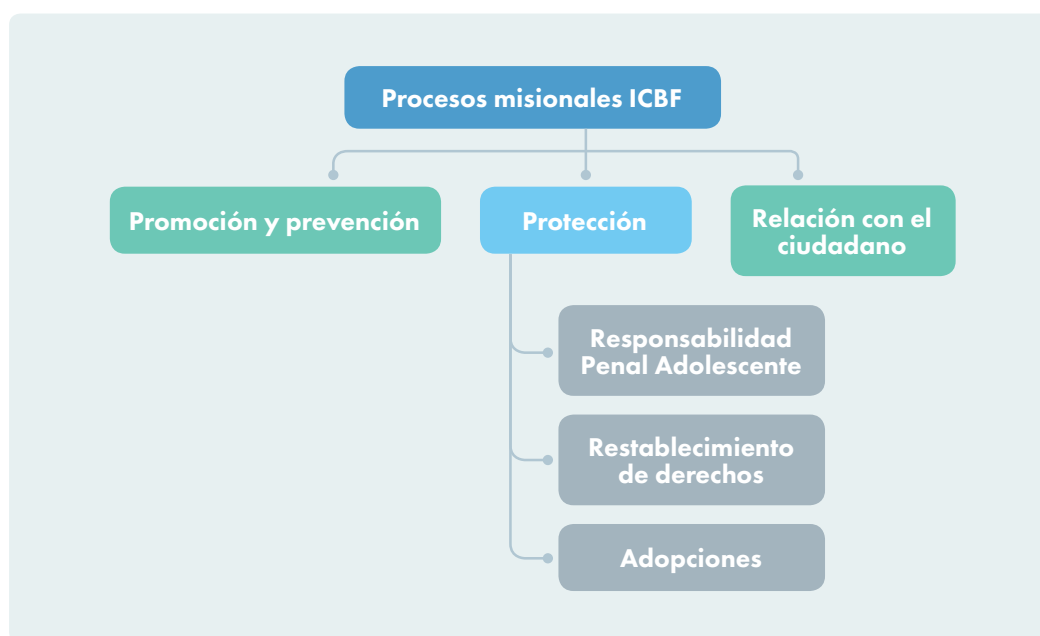 Procesos misionales ICBF
Promoción y prevención
Protección
Relación con el
ciudadano
Responsabilidad
Penal Adolescente
Restablecimiento
de derechos
Adopciones